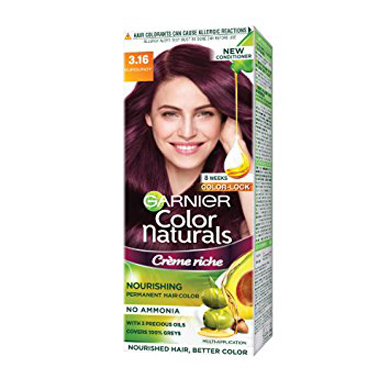 HAIR COLORANTS CAN CAUSE ALLERGIC REACTIONS
3.16
NEW
CONDITIONER
8 WEEKS
COLOR-LOCK
GARNIER
Color
Naturals
Crème riche
NOURISHING
PERMANENT HAIR COLOR
NO AMMONIA
WITH 3 PRECIOUS OILS
COVERS 100% GREYS
MULTI-APPLICATION
NOURISHED HAIR, BETTER COLOR